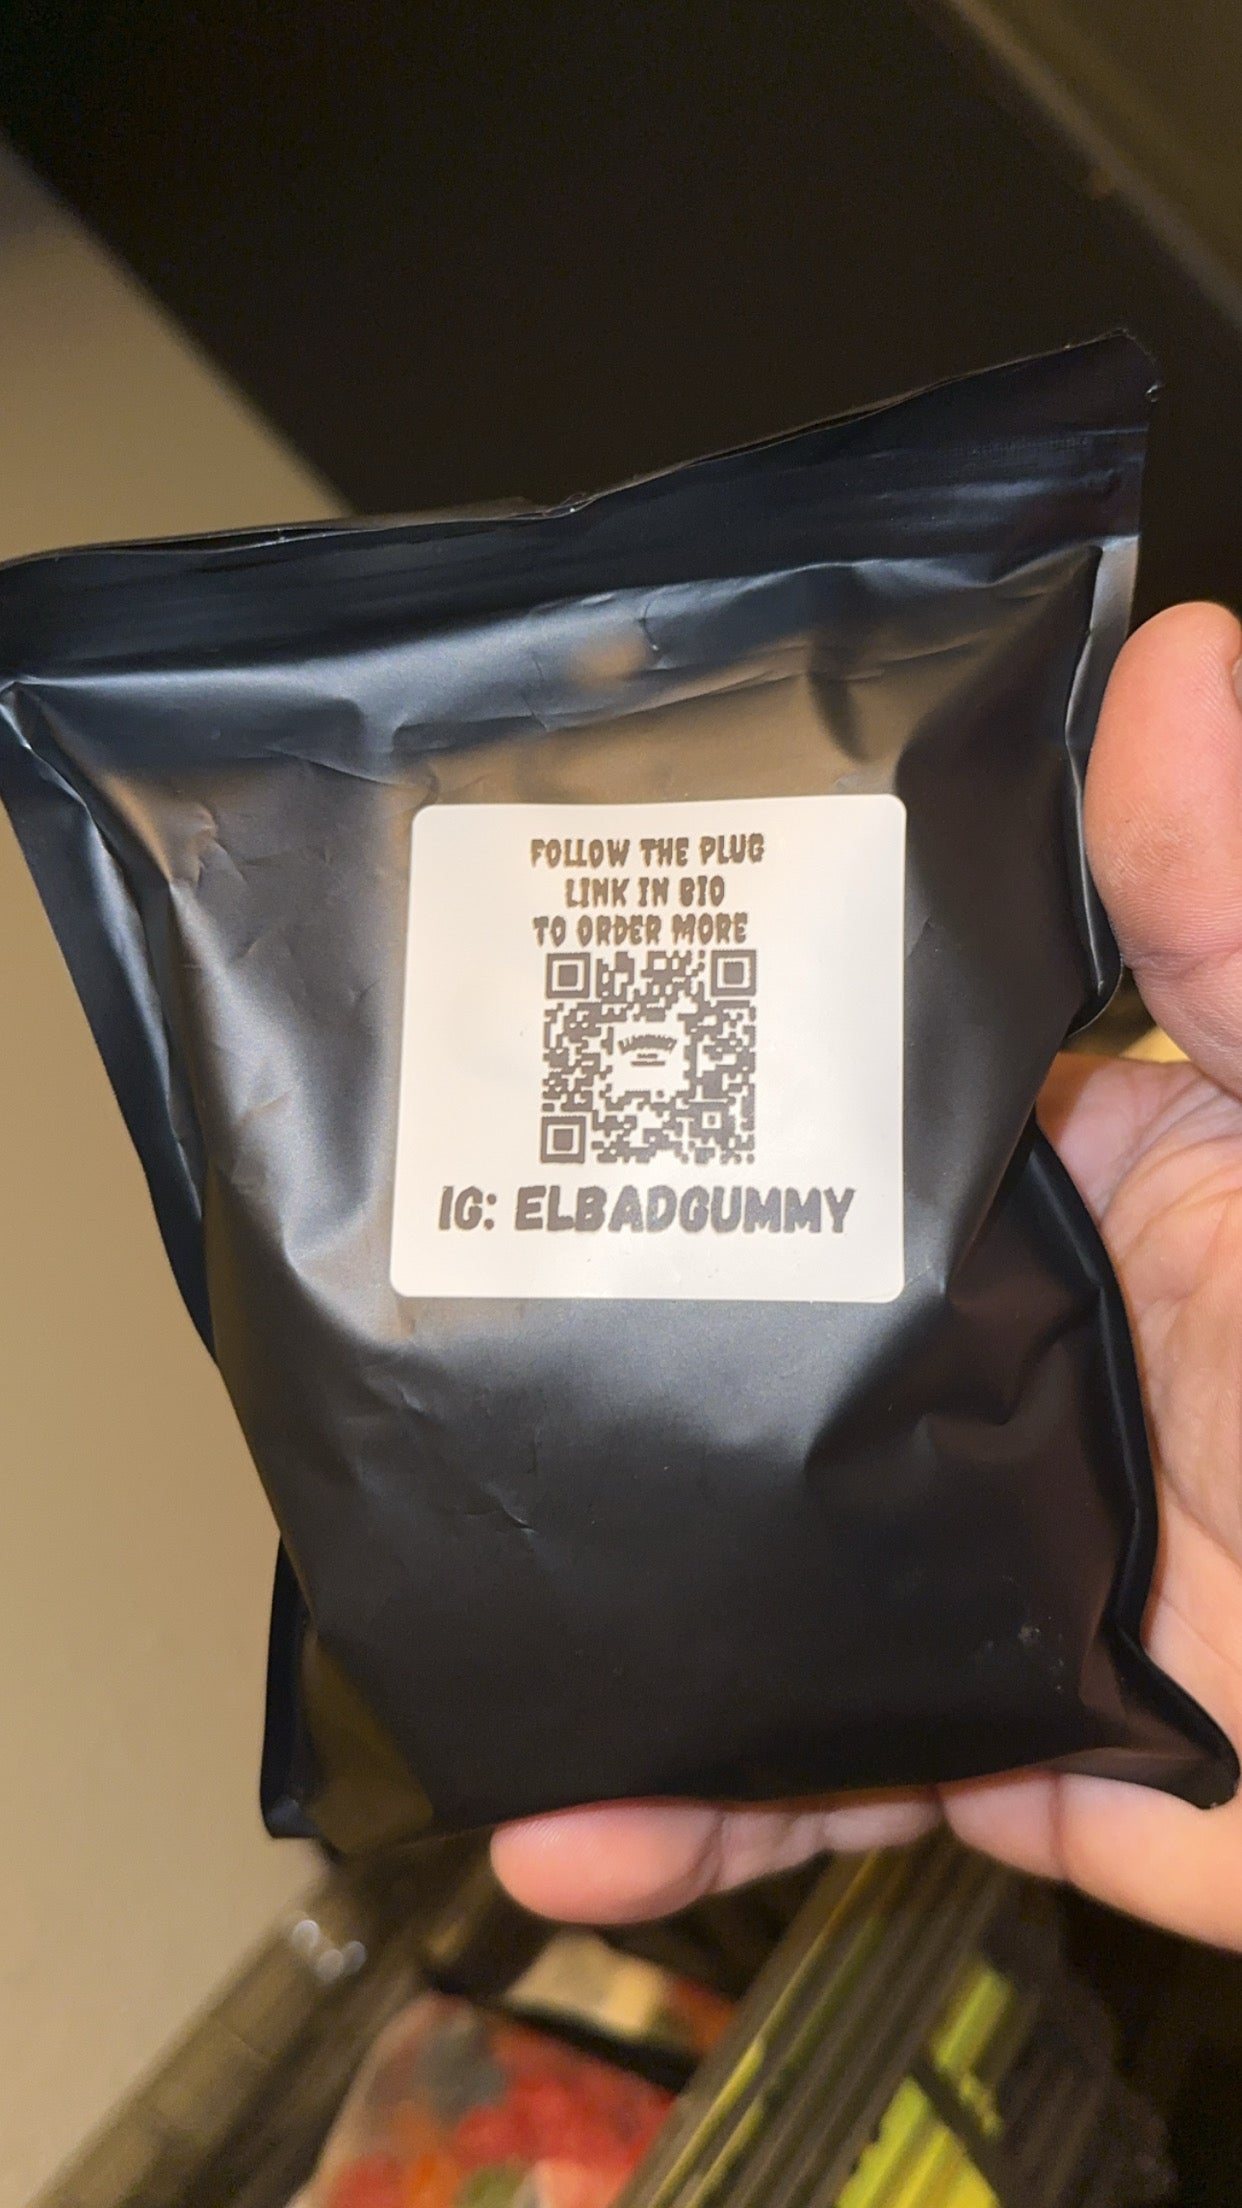 FOLLOW THE PLUG
LINK IN BIO
TO ORDER MORE
IG: ELBADGUMMY